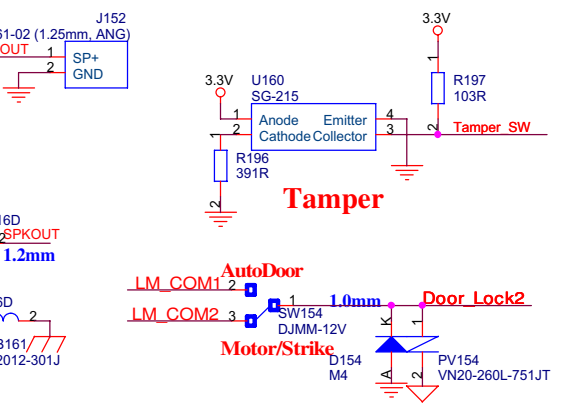 J152
61-02 (1.25mm, ANG)
OUT 1 SP+
2 GND
3.3V
3.3V
U160
SG-215
1 Anode Emitter 4
2 Cathode Collector 3
1
R197
103R
2 Tamper_SW
1
R196
391R
2
Tamper
16D
2 SPKOUT
1.2mm
6D
2
B161
2012-301J
AutoDoor
LM_COM1 2
LM_COM2 3
1
SW154
DJMM-12V
Motor/Strike
1.0mm
Door_Lock2
K
1
A
2
D154
M4
PV154
VN20-260L-751JT